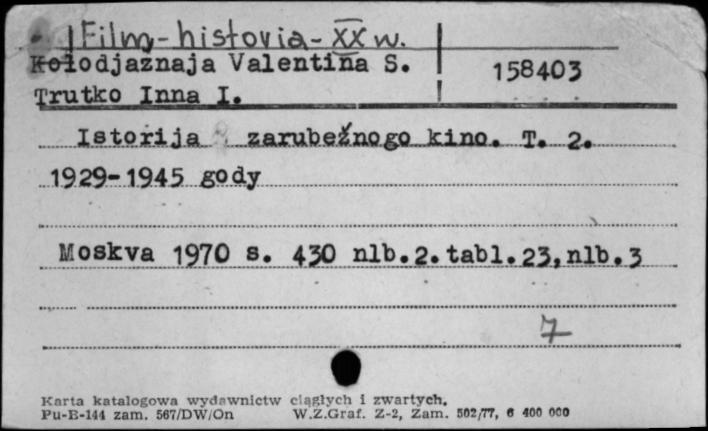 Film - historia - XX w.
Kołodjaznaja Valentina S.
158403
Trutko Inna I.
Istorija zarubežnogo kino. T. 2.
1929-1945 gody
Moskva 1970 s. 430 nlb.2.tabl.23,nlb.3
7
Karta katalogowa wydawnictw ciągłych i zwartych.
Pu-B-144 zam. 567/DW/On W.Z.Graf. Z-2, Zam. 502/77, 6 400 000